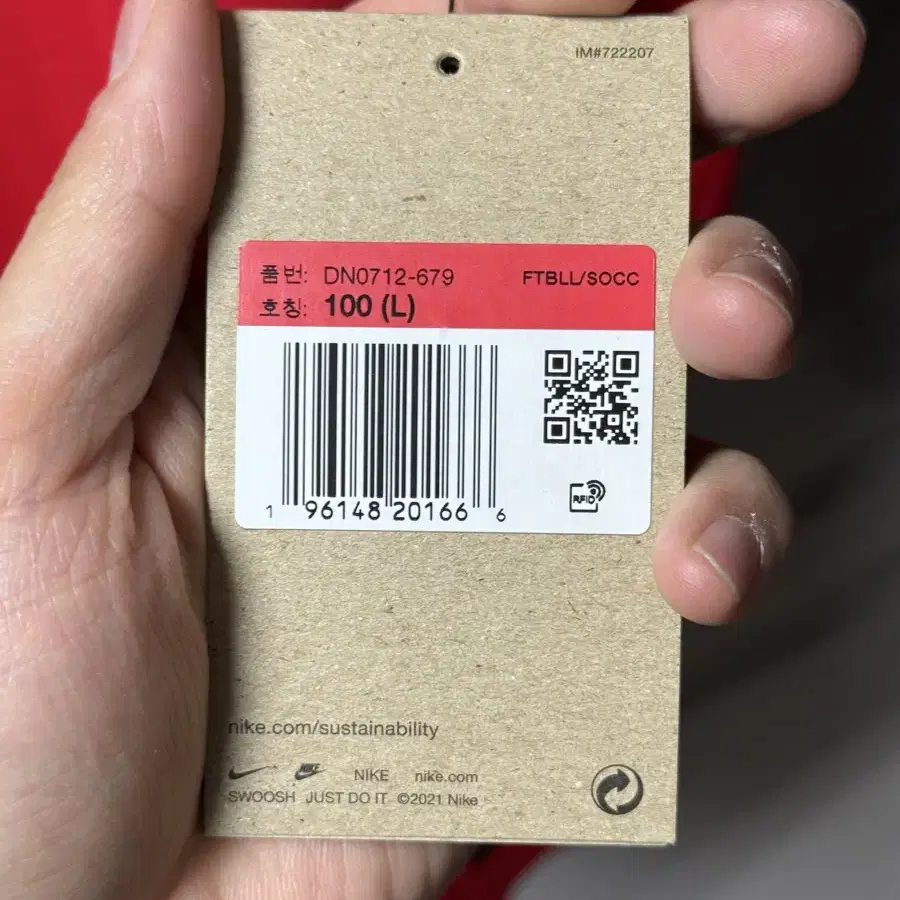 IM#722207
품번: DN0712-679 FTBLL/SOCC
호칭: 100 (L)
1 96148 20166 6
RFID
nike.com/sustainability
NIKE nike.com
SWOOSH JUST DO IT ©2021 Nike